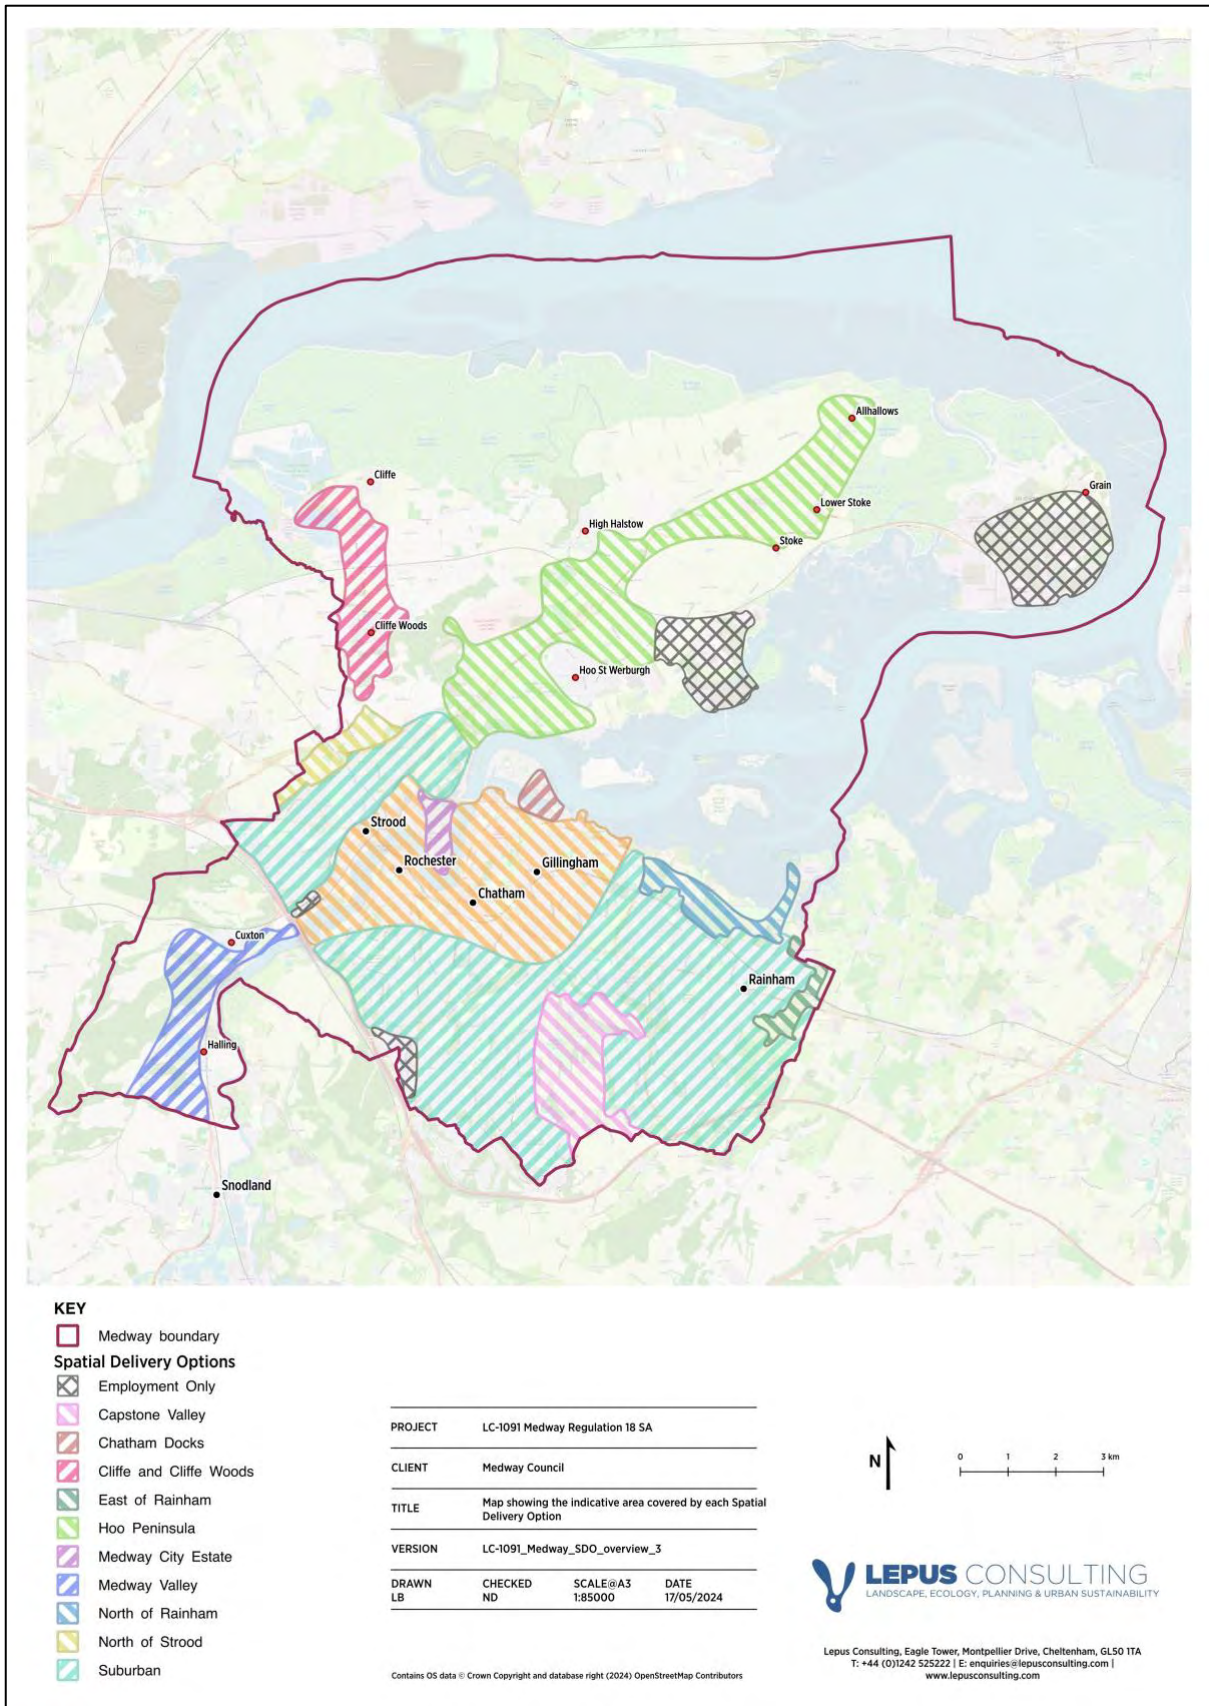 Allhallows
Cliffe
Grain
Lower Stoke
High Halstow
Stoke
Cliffe Woods
Hoo St Werburgh
Strood
Rochester
Gillingham
Chatham
Cuxton
Rainham
Halling
Snodland
KEY
Medway boundary
Spatial Delivery Options
Employment Only
Capstone Valley
Chatham Docks
Cliffe and Cliffe Woods
East of Rainham
Hoo Peninsula
Medway City Estate
Medway Valley
North of Rainham
North of Strood
Suburban
PROJECT LC-1091 Medway Regulation 18 SA
CLIENT Medway Council
TITLE Map showing the indicative area covered by each Spatial
Delivery Option
VERSION LC-1091_Medway_SDO_overview_3
DRAWN CHECKED SCALE@A3 DATE
LB ND 1:85000 17/05/2024
Contains OS data © Crown Copyright and database right (2024) OpenStreetMap Contributors
N
0 1 2 3 km
LEPUS CONSULTING
LANDSCAPE, ECOLOGY, PLANNING & URBAN SUSTAINABILITY
Lepus Consulting, Eagle Tower, Montpellier Drive, Cheltenham, GL50 1TA
T: +44 (0)1242 525222 | E: enquiries@lepusconsulting.com |
www.lepusconsulting.com